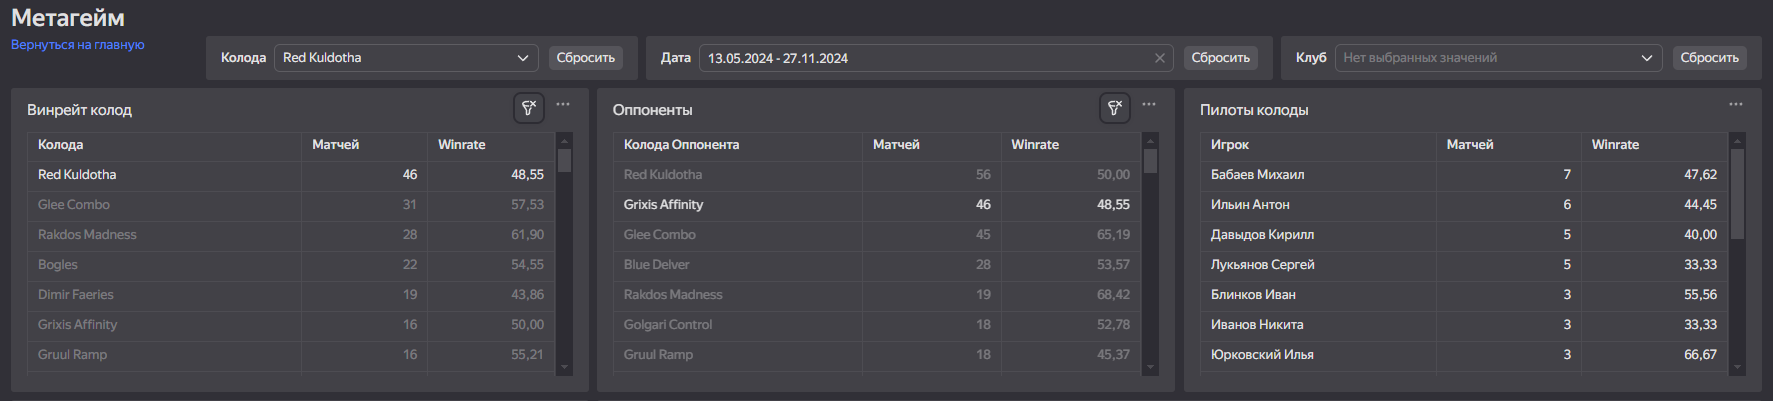 Метагейм
Вернуться на главную
Колода Red Kuldotha Сбросить
Дата 13.05.2024 - 27.11.2024 Сбросить
Клуб Нет выбранных значений Сбросить
Винрейт колод
Колода Матчей Winrate
Red Kuldotha 46 48,55
Glee Combo 31 57,53
Rakdos Madness 28 61,90
Bogles 22 54,55
Dimir Faeries 19 43,86
Grixis Affinity 16 50,00
Gruul Ramp 16 55,21
Оппоненты
Колода Оппонента Матчей Winrate
Red Kuldotha 56 50,00
Grixis Affinity 46 48,55
Glee Combo 45 65,19
Blue Delver 28 53,57
Rakdos Madness 19 68,42
Golgari Control 18 52,78
Gruul Ramp 18 45,37
Пилоты колоды
Игрок Матчей Winrate
Бабаев Михаил 7 47,62
Ильин Антон 6 44,45
Давыдов Кирилл 5 40,00
Лукьянов Сергей 5 33,33
Блинков Иван 3 55,56
Иванов Никита 3 33,33
Юрковский Илья 3 66,67